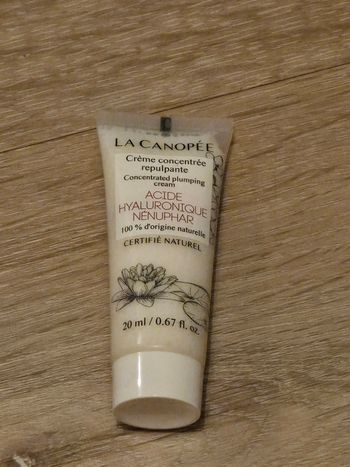 LA CANOPÉE
Crème concentrée
repulpante
Concentrated plumping
cream
ACIDE
HYALURONIQUE
NÉNUPHAR
100 % d'origine naturelle
CERTIFIÉ NATUREL
20 ml / 0.67 fl. oz.